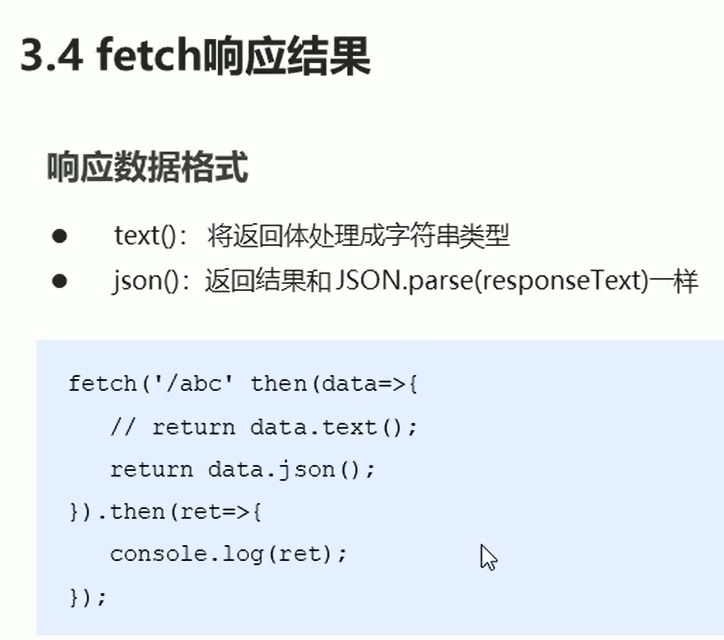 3.4 fetch响应结果
响应数据格式
● text()： 将返回体处理成字符串类型
● json()：返回结果和 JSON.parse(responseText)一样
fetch('/abc' then(data=>{
// return data.text();
return data.json();
}).then(ret=>{
console.log(ret);
});